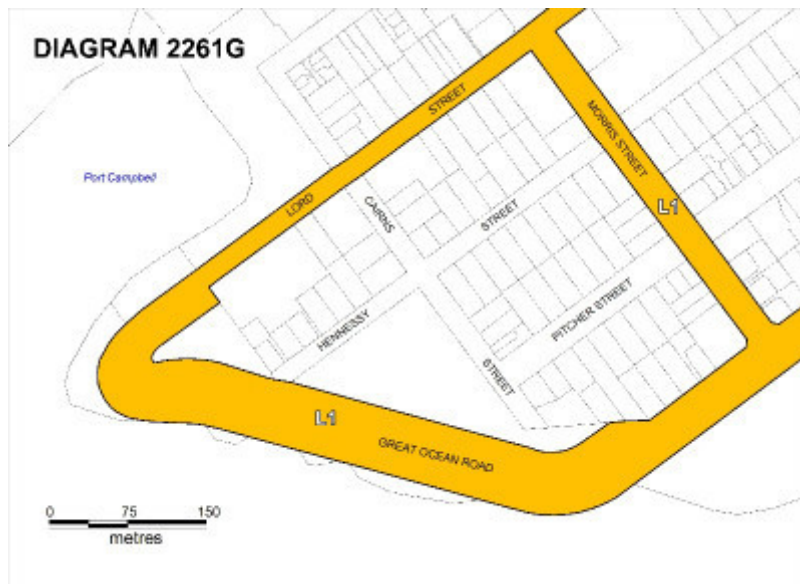 DIAGRAM 2261G
STREET
MORRIS STREET
Port Campbell
LORD
CAIRNS
STREET
L1
HENNESSY
PITCHER STREET
STREET
L1
GREAT OCEAN ROAD
0 75 150
metres